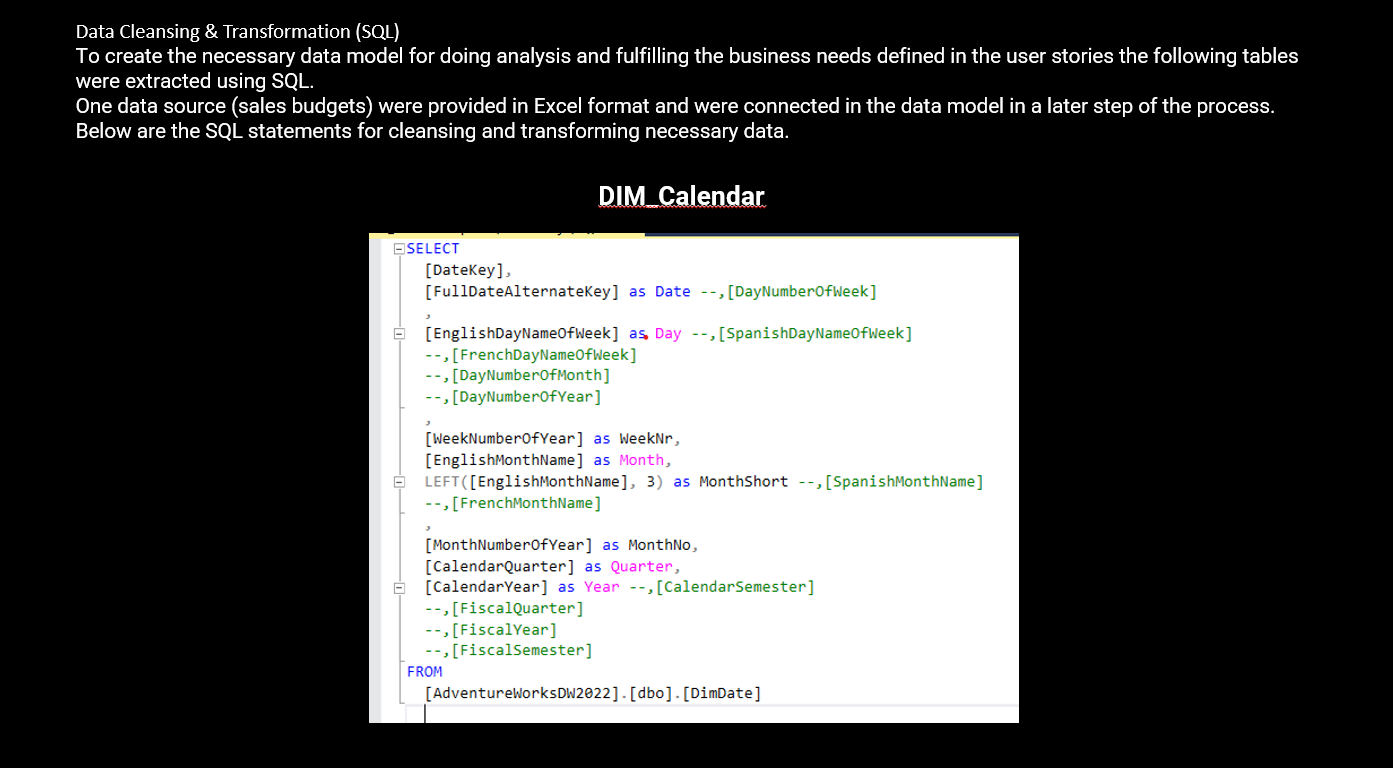 Data Cleansing & Transformation (SQL)
To create the necessary data model for doing analysis and fulfilling the business needs defined in the user stories the following tables
were extracted using SQL.
One data source (sales budgets) were provided in Excel format and were connected in the data model in a later step of the process.
Below are the SQL statements for cleansing and transforming necessary data.
DIM_Calendar
SELECT
[DateKey],
[FullDateAlternateKey] as Date --,[DayNumberOfWeek]
,
[EnglishDayNameOfWeek] as Day --,[SpanishDayNameOfWeek]
--,[FrenchDayNameOfWeek]
--,[DayNumberOfMonth]
--,[DayNumberOfYear]
,
[WeekNumberOfYear] as WeekNr,
[EnglishMonthName] as Month,
LEFT([EnglishMonthName], 3) as MonthShort --,[SpanishMonthName]
--,[FrenchMonthName]
,
[MonthNumberOfYear] as MonthNo,
[CalendarQuarter] as Quarter,
[CalendarYear] as Year --,[CalendarSemester]
--,[FiscalQuarter]
--,[FiscalYear]
--,[FiscalSemester]
FROM
[AdventureWorksDW2022].[dbo].[DimDate]